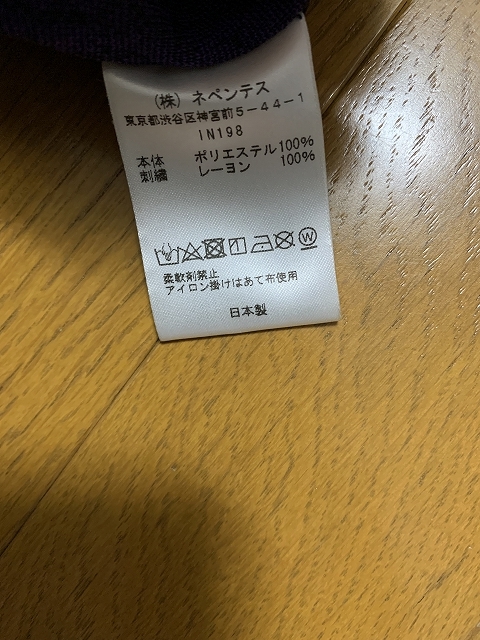 (株) ネペンテス
東京都渋谷区神宮前5-44-1
IN198
本体 ポリエステル100%
刺繍 レーヨン 100%
W
柔軟剤禁止
アイロン掛けはあて布使用
日本製